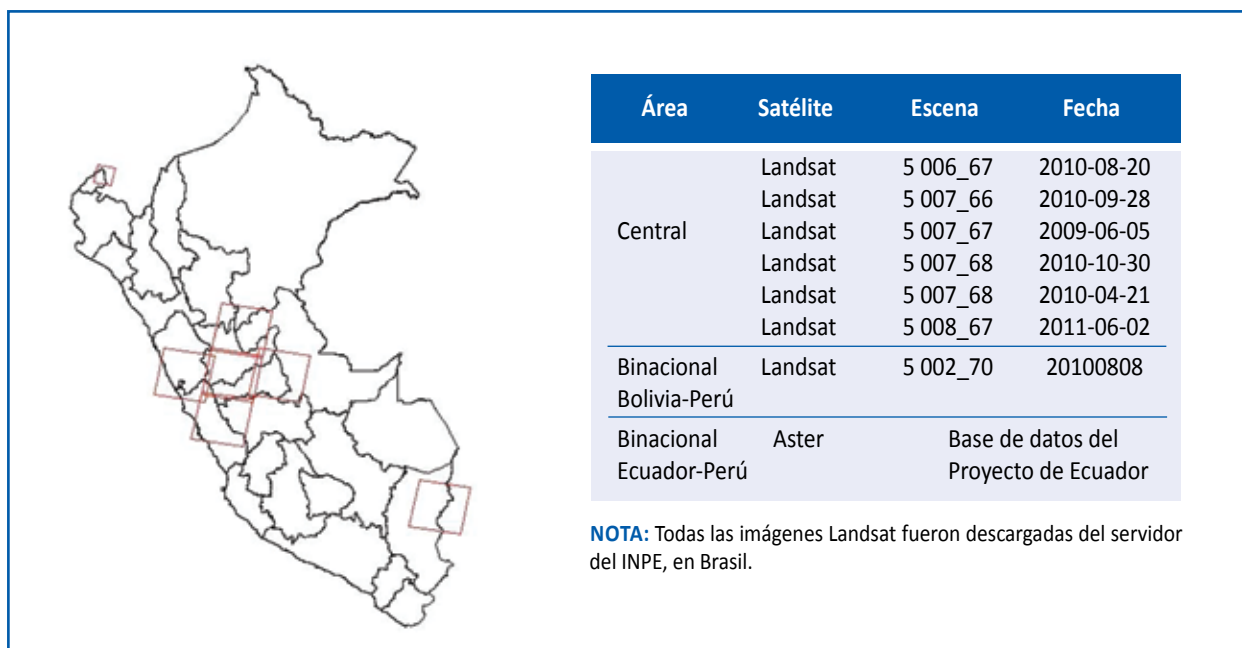 Área Satélite Escena Fecha
Landsat 5 006_67 2010-08-20
Landsat 5 007_66 2010-09-28
Central Landsat 5 007_67 2009-06-05
Landsat 5 007_68 2010-10-30
Landsat 5 007_68 2010-04-21
Landsat 5 008_67 2011-06-02
Binacional Landsat 5 002_70 20100808
Bolivia-Perú
Binacional Aster Base de datos del
Ecuador-Perú Proyecto de Ecuador
NOTA: Todas las imágenes Landsat fueron descargadas del servidor
del INPE, en Brasil.